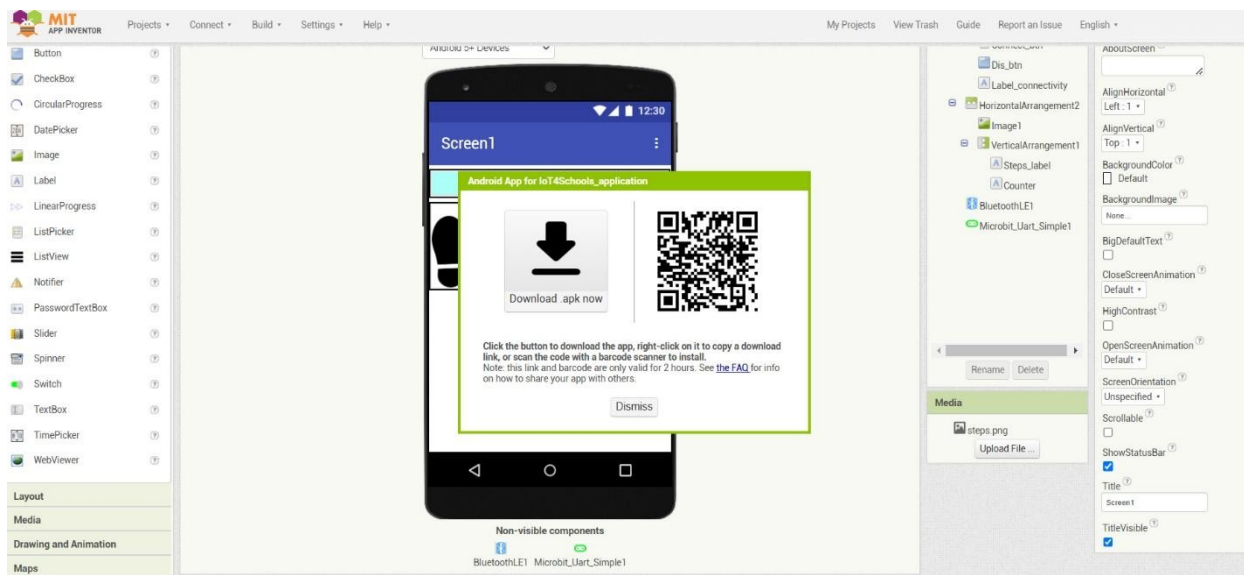 MIT
APP INVENTOR
Projects
Connect
Build
Settings
Help
My Projects
View Trash
Guide
Report an Issue
English
Button
CheckBox
CircularProgress
DatePicker
Image
Label
LinearProgress
ListPicker
ListView
Notifier
PasswordTextBox
Slider
Spinner
Switch
TextBox
TimePicker
WebViewer
Layout
Media
Drawing and Animation
Maps
Android 5+ Devices
12:30
Screen1
Android App for IoT4Schools_application
Download .apk now
Click the button to download the app, right-click on it to copy a download
link, or scan the code with a barcode scanner to install.
Note: this link and barcode are only valid for 2 hours. See the FAQ for info
on how to share your app with others.
Dismiss
Non-visible components
BluetoothLE1 Microbit_Uart_Simple1
Dis_btn
Label_connectivity
HorizontalArrangement2
Image1
VerticalArrangement1
Steps_label
Counter
BluetoothLE1
Microbit_Uart_Simple1
Rename
Delete
Media
steps.png
Upload File ...
AboutScreen
AlignHorizontal
Left : 1
AlignVertical
Top : 1
BackgroundColor
Default
BackgroundImage
None...
BigDefaultText
CloseScreenAnimation
Default
HighContrast
OpenScreenAnimation
Default
ScreenOrientation
Unspecified
Scrollable
ShowStatusBar
Title
Screen1
TitleVisible